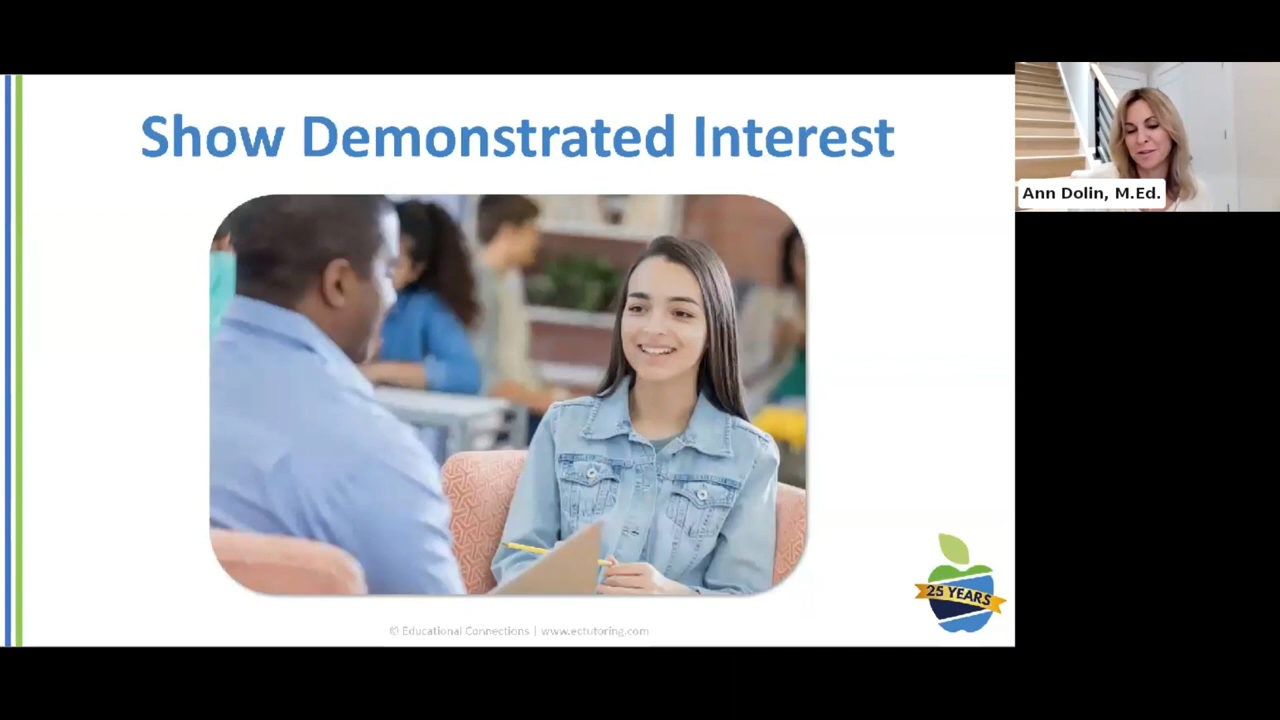 Show Demonstrated Interest
Ann Dolin, M.Ed.
25 YEARS
© Educational Connections | www.ectutoring.com